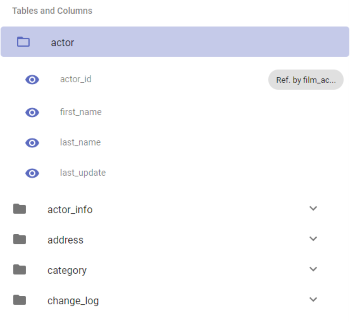 Tables and Columns
actor
actor_id Ref. by film_ac...
first_name
last_name
last_update
actor_info
address
category
change_log